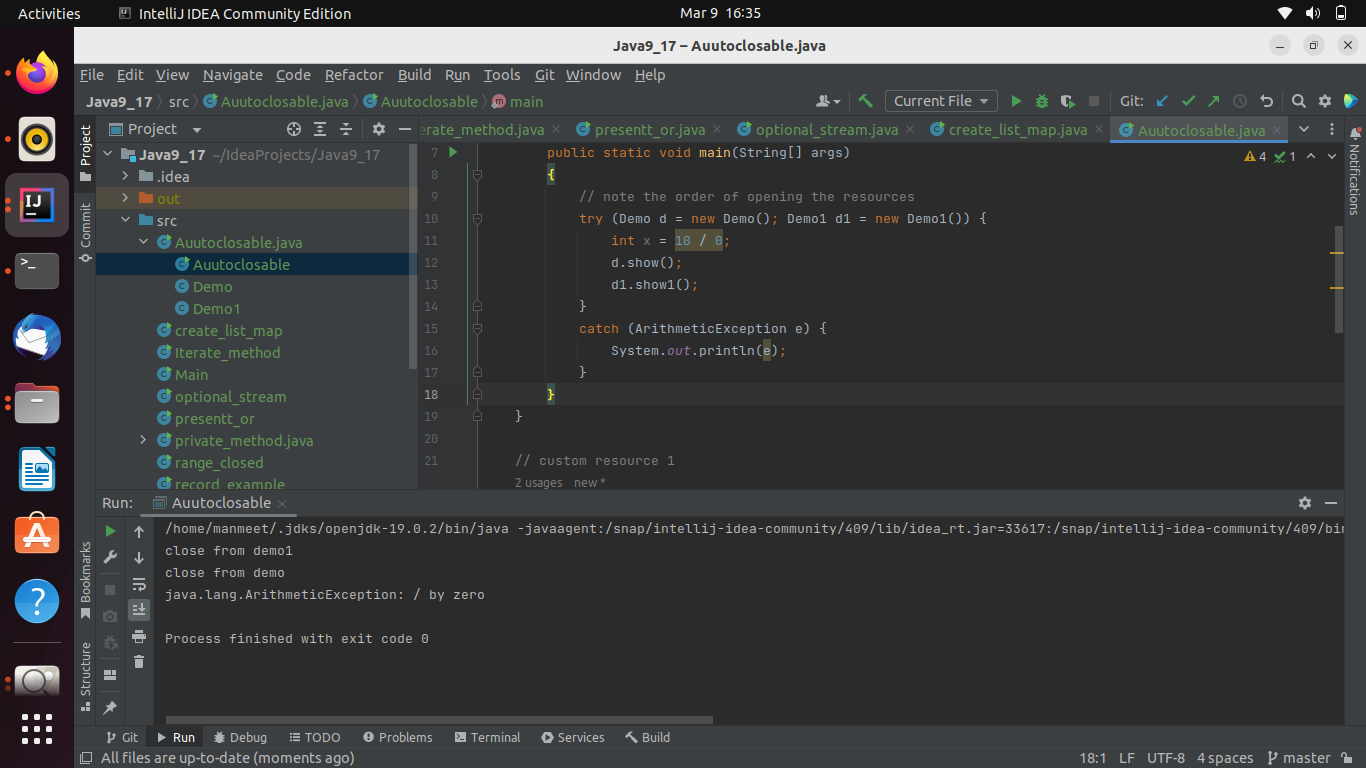 Activities IntelliJ IDEA Community Edition Mar 9 16:35
Java9_17 – Auutoclosable.java
File Edit View Navigate Code Refactor Build Run Tools Git Window Help
Java9_17 src Auutoclosable.java Auutoclosable main Current File Git:
Project
erate_method.java presentt_or.java optional_stream.java create_list_map.java Auutoclosable.java
Project
Commit
Bookmarks
Structure
Notifications
Java9_17 ~/IdeaProjects/Java9_17
.idea
out
src
Auutoclosable.java
Auutoclosable
Demo
Demo1
create_list_map
Iterate_method
Main
optional_stream
presentt_or
private_method.java
range_closed
record_example
4 1
7 public static void main(String[] args)
8 {
9 // note the order of opening the resources
10 try (Demo d = new Demo(); Demo1 d1 = new Demo1()) {
11 int x = 10 / 0;
12 d.show();
13 d1.show1();
14 }
15 catch (ArithmeticException e) {
16 System.out.println(e);
17 }
18 }
19 }
20
21 // custom resource 1
2 usages new *
Run: Auutoclosable
/home/manmeet/.jdks/openjdk-19.0.2/bin/java -javaagent:/snap/intellij-idea-community/409/lib/idea_rt.jar=33617:/snap/intellij-idea-community/409/bin
close from demo1
close from demo
java.lang.ArithmeticException: / by zero
Process finished with exit code 0
Git Run Debug TODO Problems Terminal Services Build
All files are up-to-date (moments ago) 18:1 LF UTF-8 4 spaces master